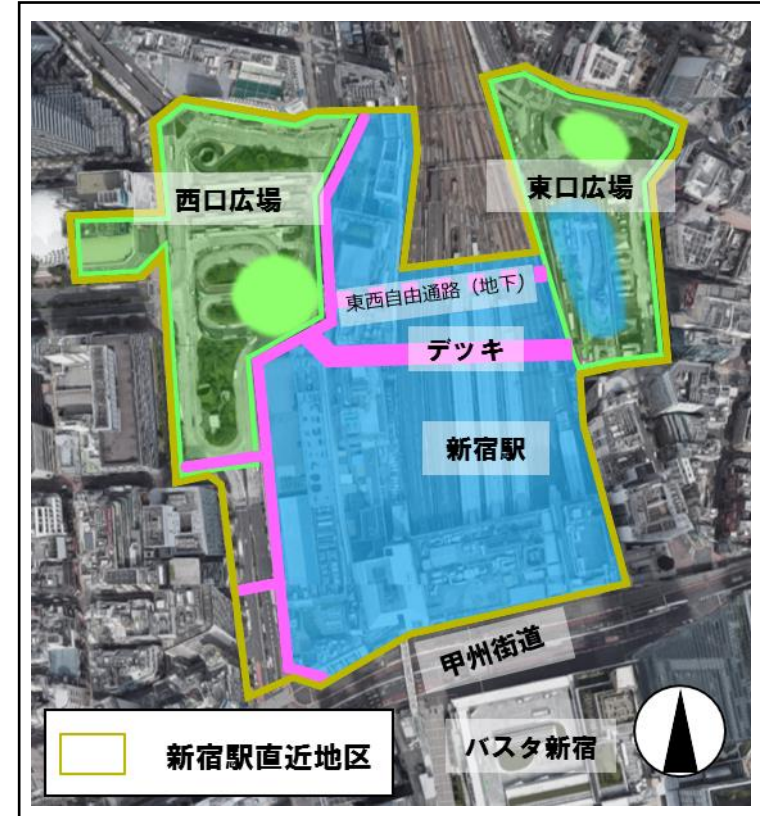 西口広場
東口広場
東西自由通路（地下）
デッキ
新宿駅
甲州街道
バスタ新宿
新宿駅直近地区